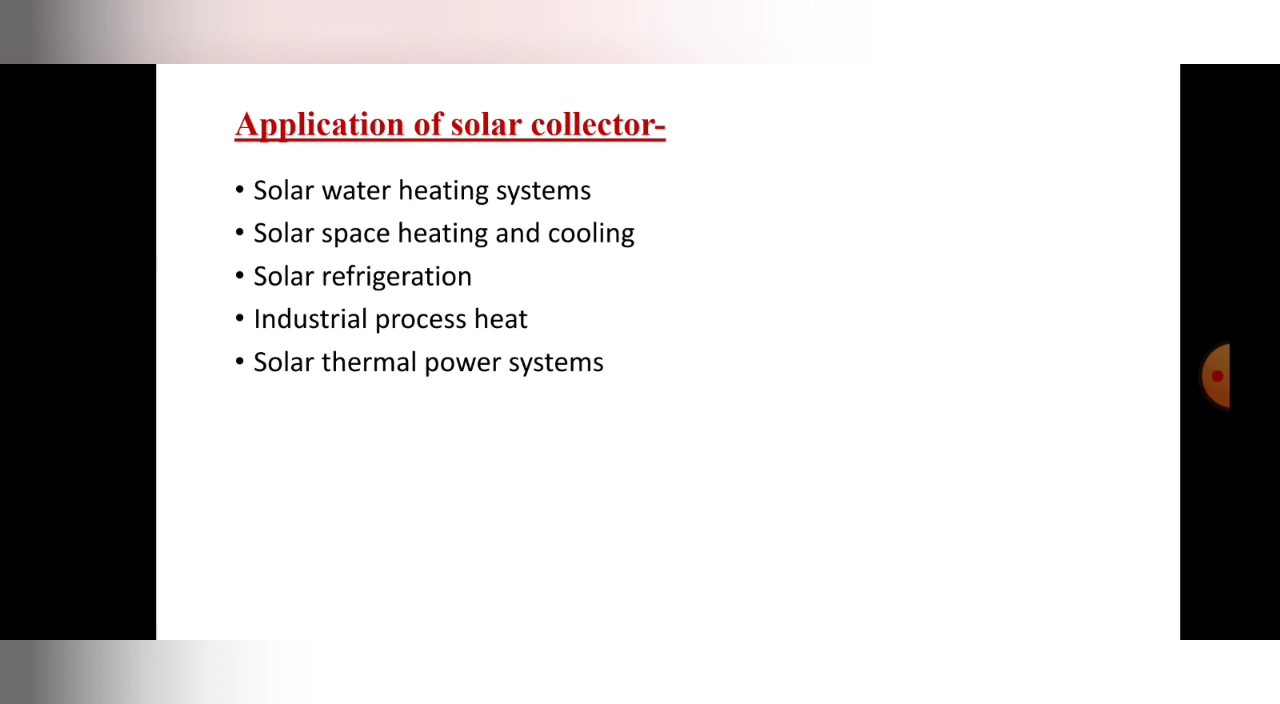 Application of solar collector-
• Solar water heating systems
• Solar space heating and cooling
• Solar refrigeration
• Industrial process heat
• Solar thermal power systems